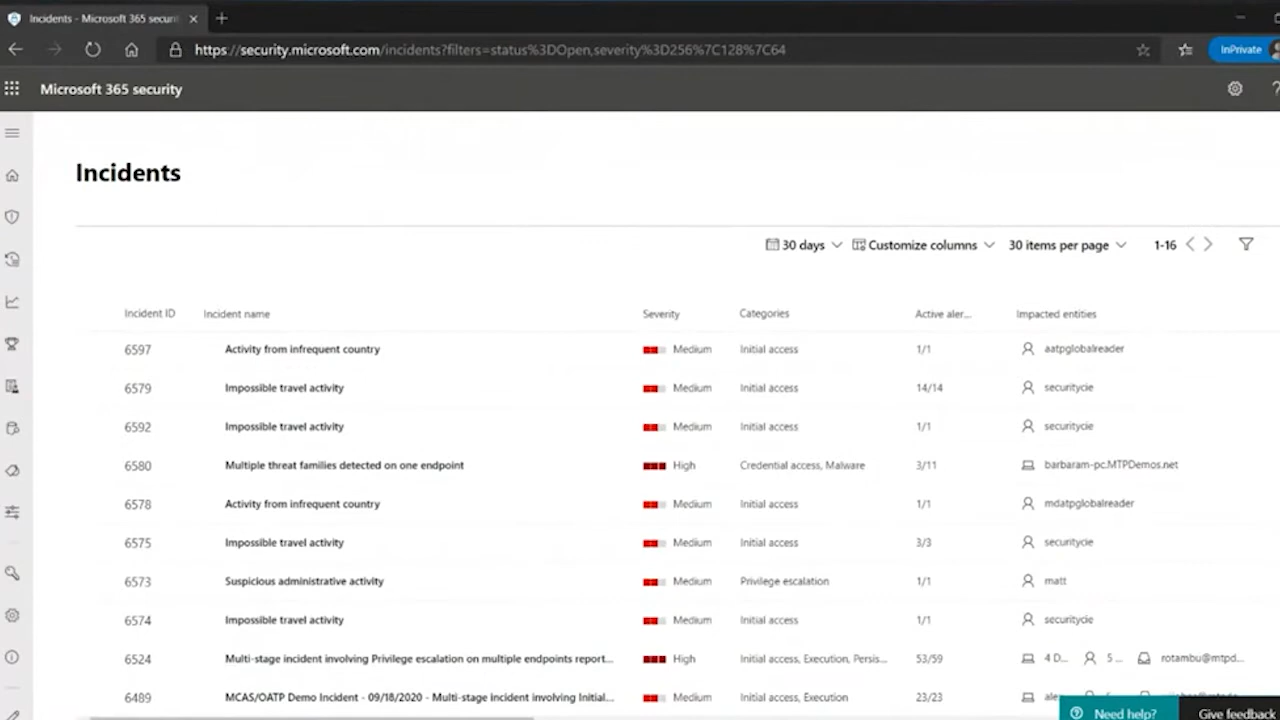 Incidents - Microsoft 365 securi
https://security.microsoft.com/incidents?filters=status%3DOpen,severity%3D256%7C128%7C64
InPrivate
Microsoft 365 security
Incidents
30 days Customize columns 30 items per page 1-16
Incident ID Incident name Severity Categories Active aler... Impacted entities
6597 Activity from infrequent country Medium Initial access 1/1 aatpglobalreader
6579 Impossible travel activity Medium Initial access 14/14 securitycie
6592 Impossible travel activity Medium Initial access 1/1 securitycie
6580 Multiple threat families detected on one endpoint High Credential access, Malware 3/11 barbaram-pc.MTPDemos.net
6578 Activity from infrequent country Medium Initial access 1/1 mdatpglobalreader
6575 Impossible travel activity Medium Initial access 3/3 securitycie
6573 Suspicious administrative activity Medium Privilege escalation 1/1 matt
6574 Impossible travel activity Medium Initial access 1/1 securitycie
6524 Multi-stage incident involving Privilege escalation on multiple endpoints report... High Initial access, Execution, Persis... 53/59 4 D... 5 ... rotambu@mtpd...
6489 MCAS/OATP Demo Incident - 09/18/2020 - Multi-stage incident involving Initial... Medium Initial access, Execution 23/23
Need help? Give feedback